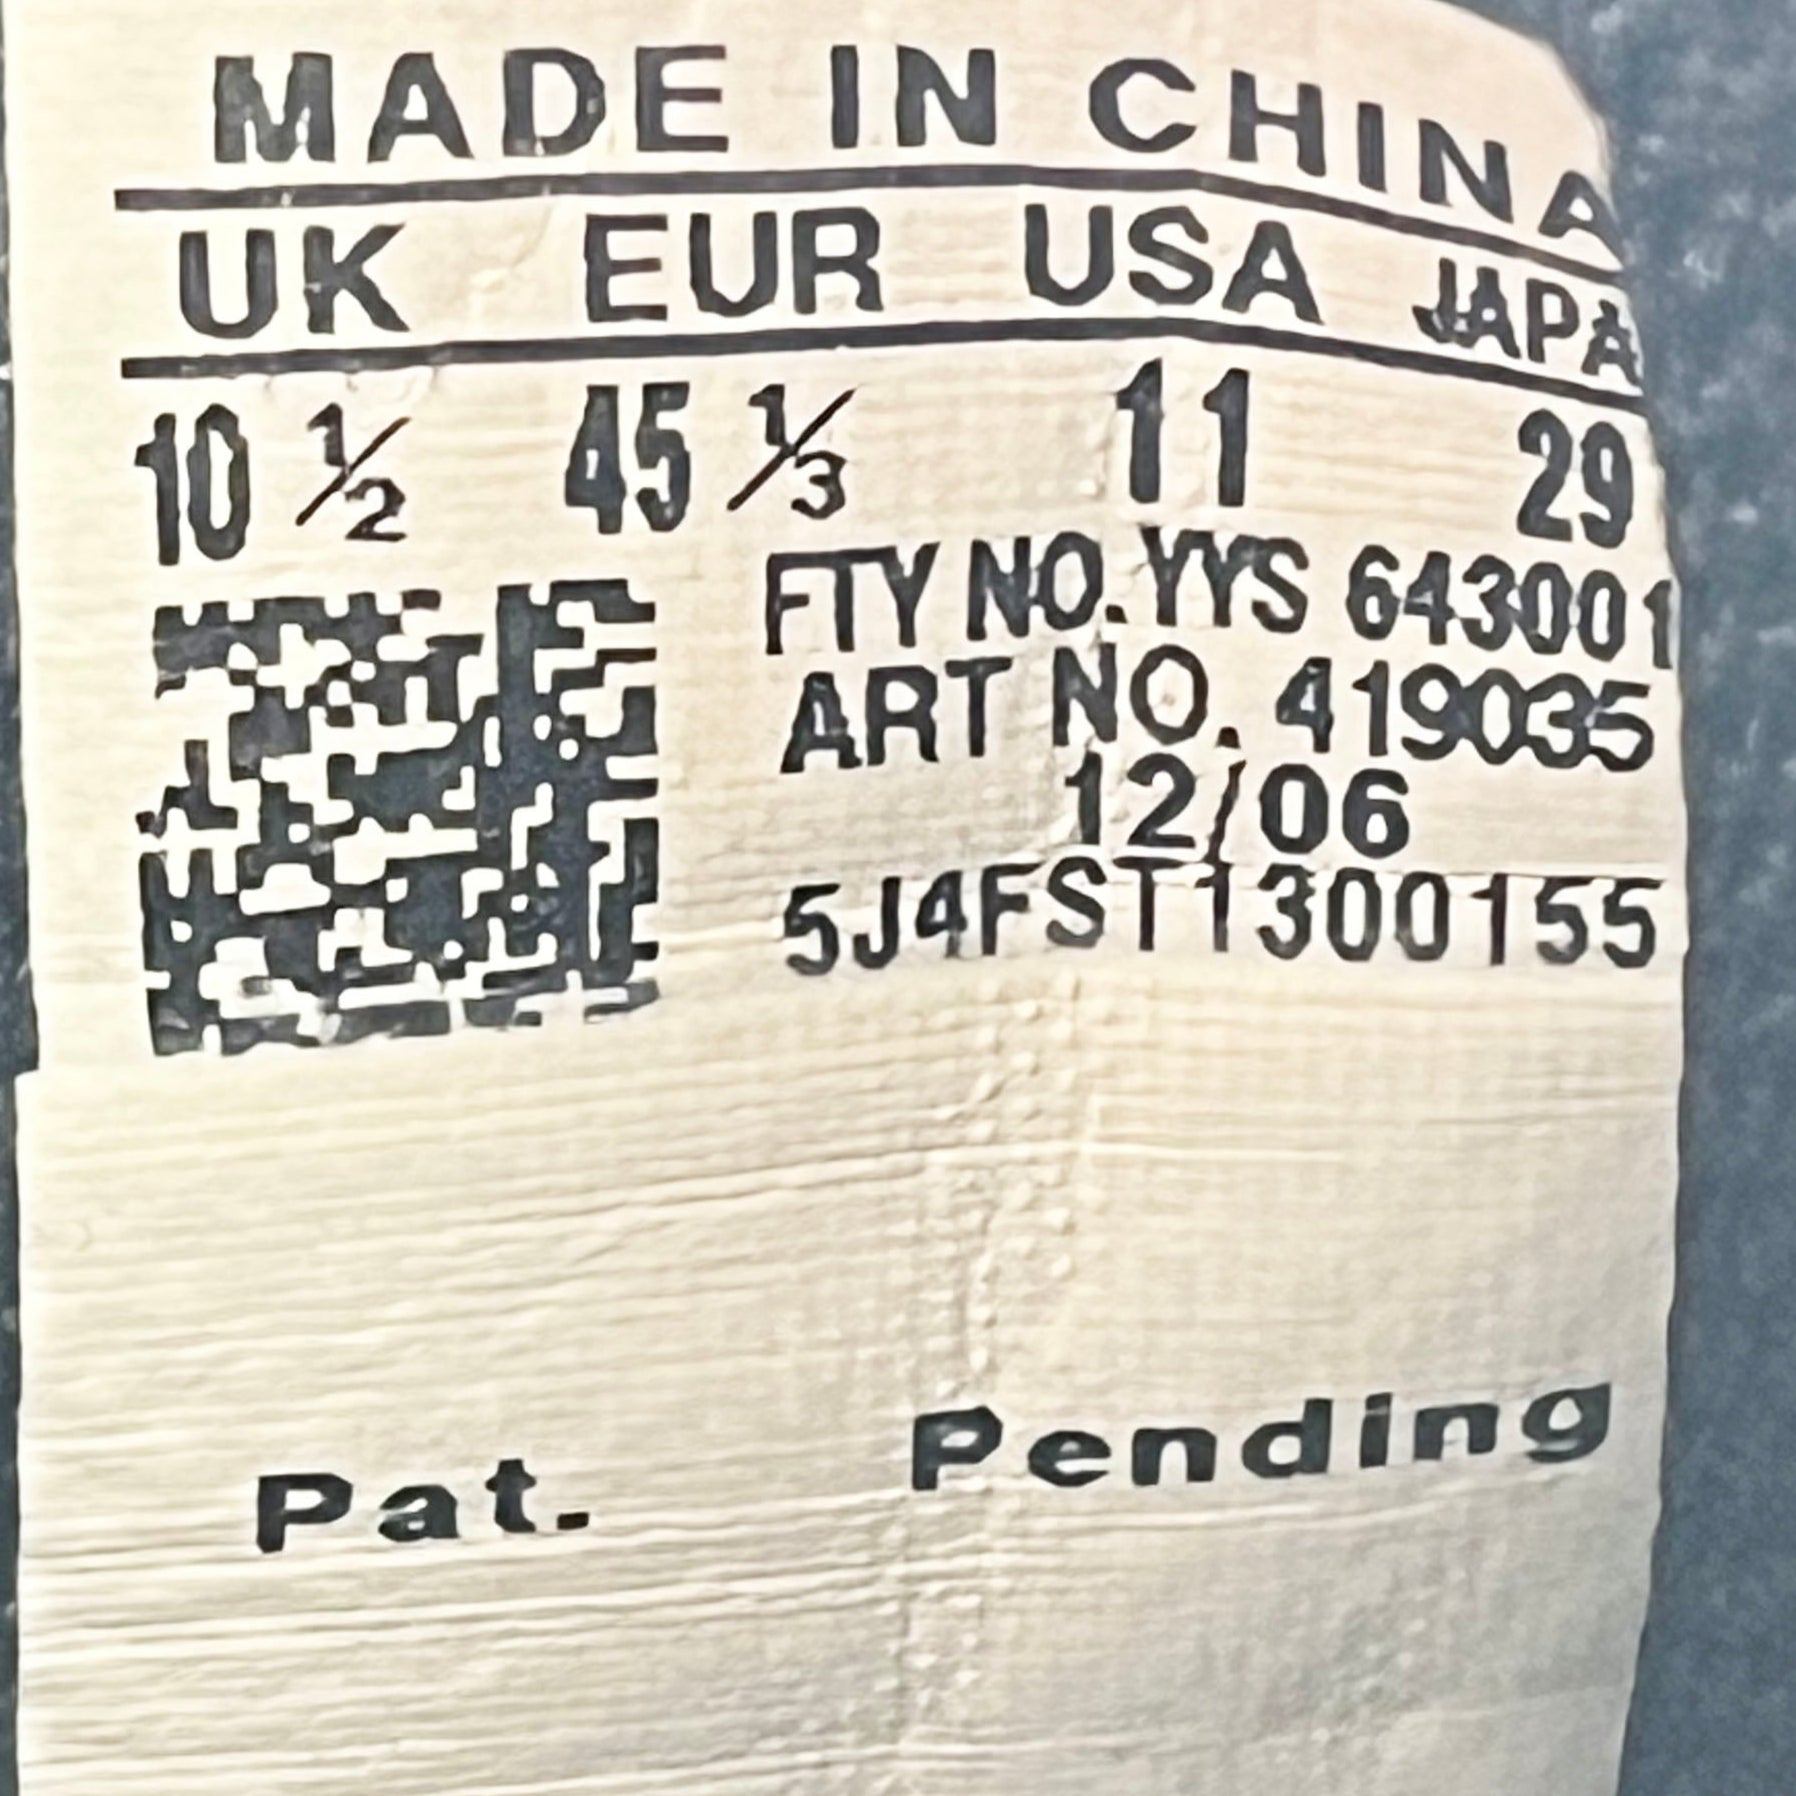 MADE IN CHINA
UK EUR USA JAPA
10 1/2 45 1/3 11 29
FTY NO.YYS 643001
ART NO. 419035
12/06
5J4FST1300155
Pat. Pending